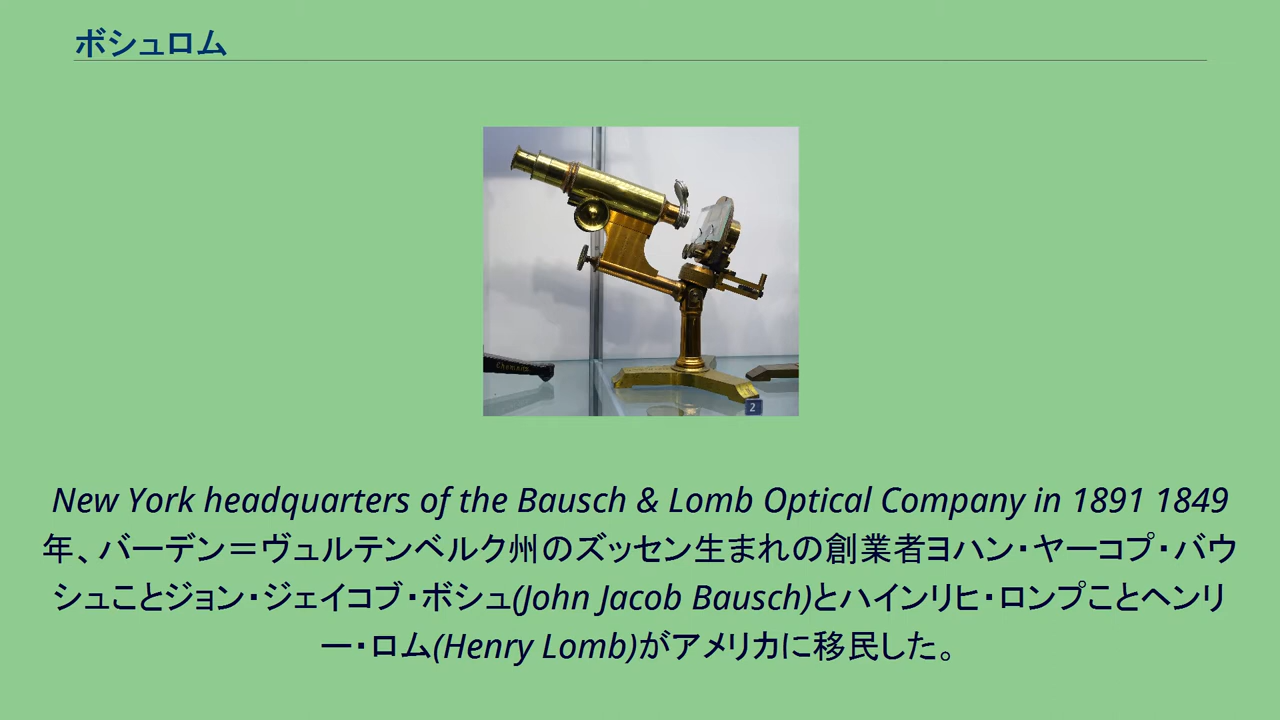 ボシュロム
Chemists
2
New York headquarters of the Bausch & Lomb Optical Company in 1891 1849
年、バーデン＝ヴュルテンベルク州のズッセン生まれの創業者ヨハン・ヤーコプ・バウ
シュことジョン・ジェイコブ・ボシュ(John Jacob Bausch)とハインリヒ・ロンプことヘンリ
ー・ロム(Henry Lomb)がアメリカに移民した。